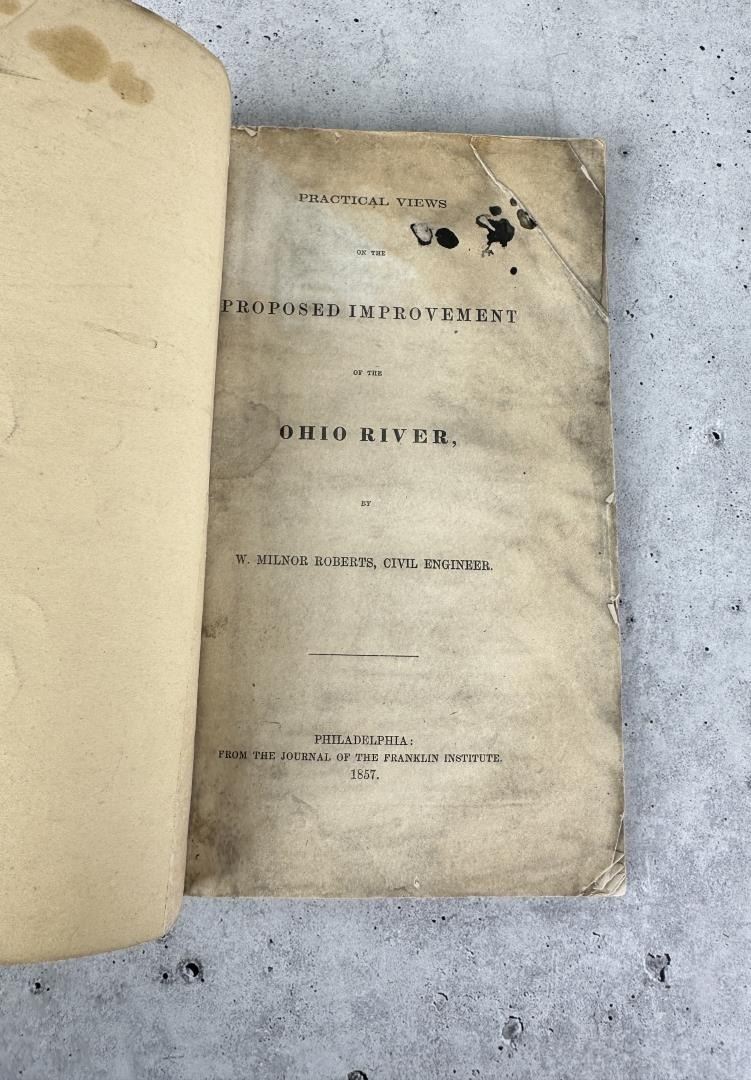 PRACTICAL VIEWS
ON THE
PROPOSED IMPROVEMENT
OF THE
OHIO RIVER,
BY
W. MILNOR ROBERTS, CIVIL ENGINEER.
PHILADELPHIA:
FROM THE JOURNAL OF THE FRANKLIN INSTITUTE.
1857.